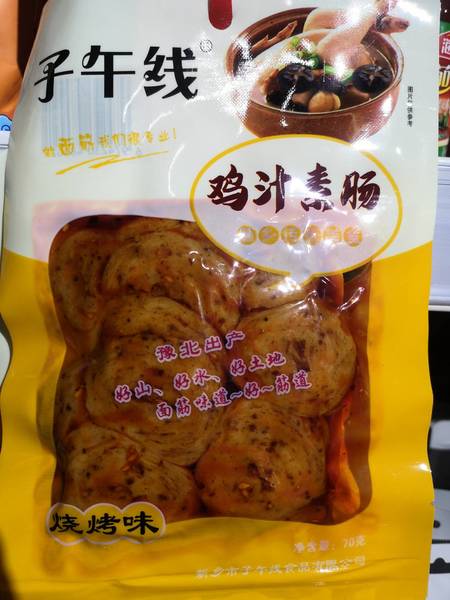 子午线
做面筋我们很专业!
图片仅供参考
鸡汁素肠
豫北出产
好山、好水、好土地
面筋味道~好~筋道
烧烤味
净含量:70克
新乡市子午线食品有限公司